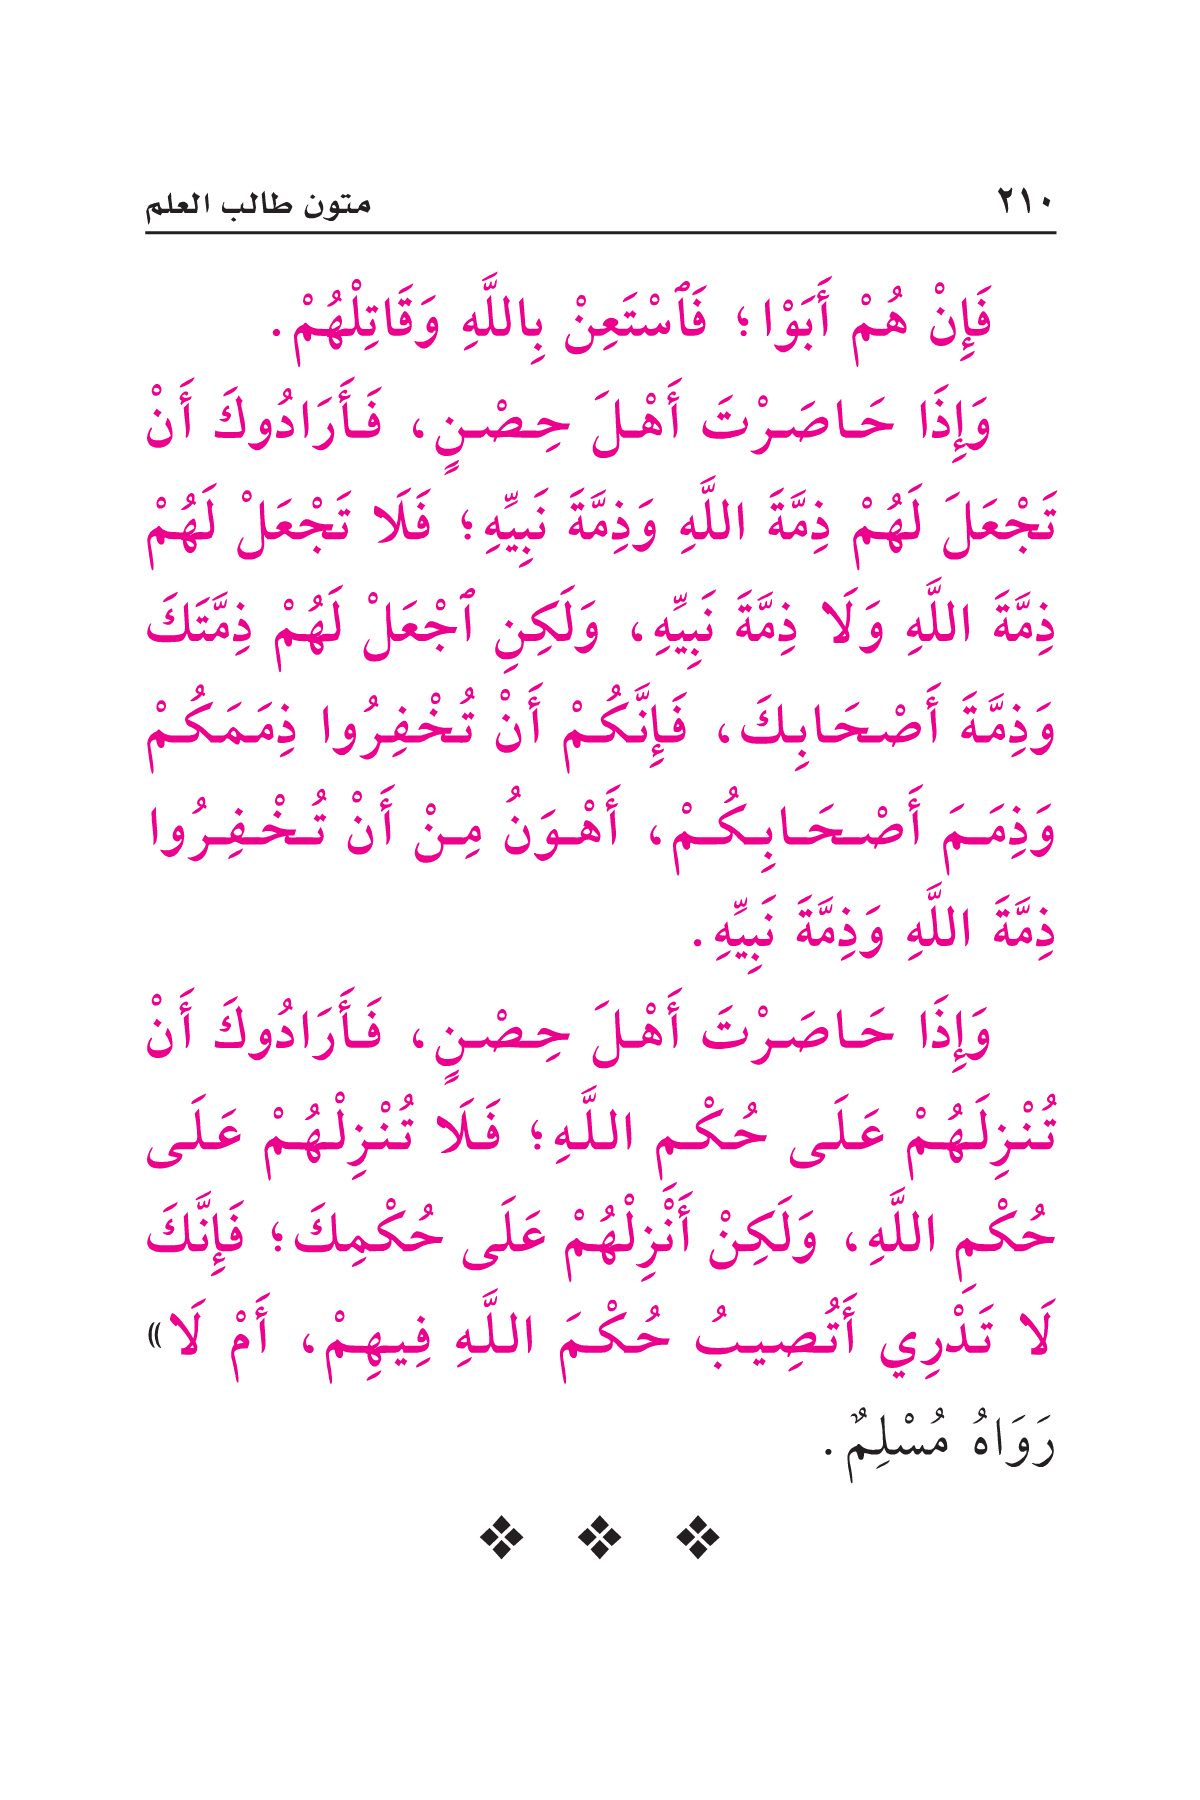 ٢١٠ متون طالب العلم
فَإِنْ هُمْ أَبَوْا؛ فَٱسْتَعِنْ بِاللَّهِ وَقَاتِلْهُمْ.
وَإِذَا حَاصَرْتَ أَهْلَ حِصْنٍ، فَأَرَادُوكَ أَنْ
تَجْعَلَ لَهُمْ ذِمَّةَ اللَّهِ وَذِمَّةَ نَبِيِّهِ؛ فَلَا تَجْعَلْ لَهُمْ
ذِمَّةَ اللَّهِ وَلَا ذِمَّةَ نَبِيِّهِ، وَلَكِنِ ٱجْعَلْ لَهُمْ ذِمَّتَكَ
وَذِمَّةَ أَصْحَابِكَ، فَإِنَّكُمْ أَنْ تُخْفِرُوا ذِمَمَكُمْ
وَذِمَمَ أَصْحَابِكُمْ، أَهْوَنُ مِنْ أَنْ تُخْفِرُوا
ذِمَّةَ اللَّهِ وَذِمَّةَ نَبِيِّهِ.
وَإِذَا حَاصَرْتَ أَهْلَ حِصْنٍ، فَأَرَادُوكَ أَنْ
تُنْزِلَهُمْ عَلَى حُكْمِ اللَّهِ؛ فَلَا تُنْزِلْهُمْ عَلَى
حُكْمِ اللَّهِ، وَلَكِنْ أَنْزِلْهُمْ عَلَى حُكْمِكَ؛ فَإِنَّكَ
لَا تَدْرِي أَتُصِيبُ حُكْمَ اللَّهِ فِيهِمْ، أَمْ لَا»
رَوَاهُ مُسْلِمٌ.